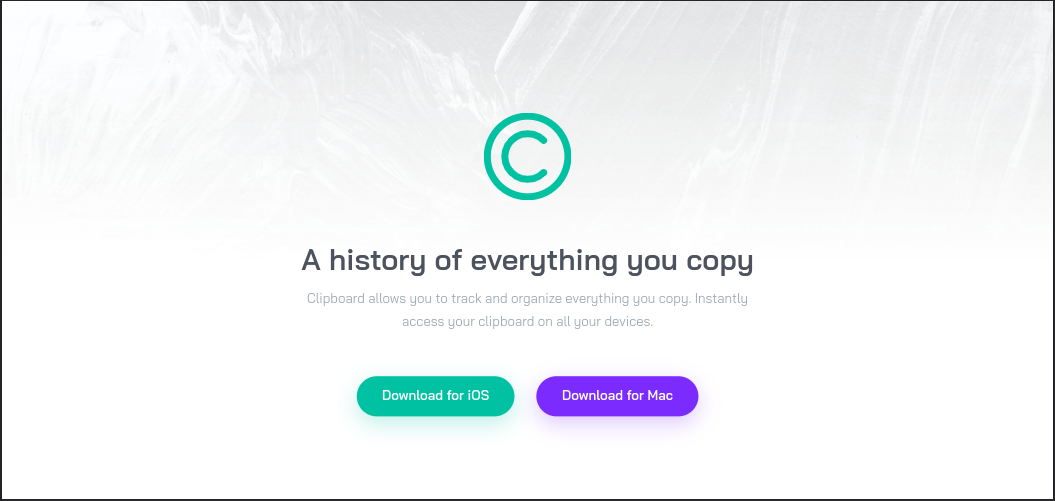 A history of everything you copy
Clipboard allows you to track and organize everything you copy. Instantly
access your clipboard on all your devices.
Download for iOS
Download for Mac